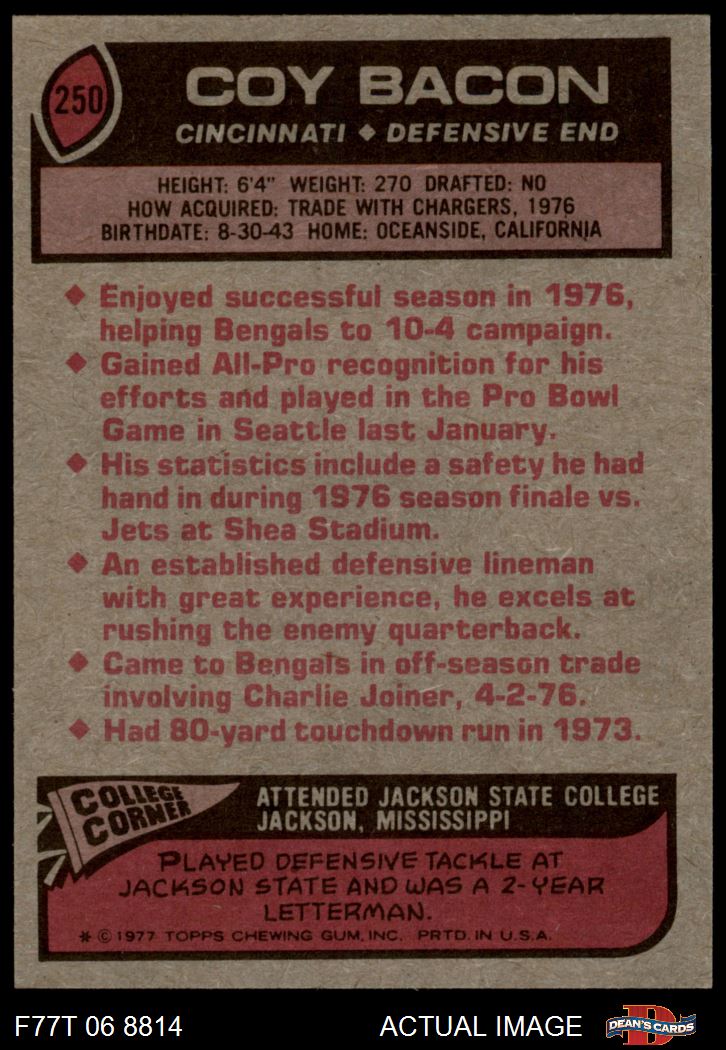 250
COY BACON
CINCINNATI ◆ DEFENSIVE END
HEIGHT: 6'4" WEIGHT: 270 DRAFTED: NO
HOW ACQUIRED: TRADE WITH CHARGERS, 1976
BIRTHDATE: 8-30-43 HOME: OCEANSIDE, CALIFORNIA
◆ Enjoyed successful season in 1976,
helping Bengals to 10-4 campaign.
◆ Gained All-Pro recognition for his
efforts and played in the Pro Bowl
Game in Seattle last January.
◆ His statistics include a safety he had
hand in during 1976 season finale vs.
Jets at Shea Stadium.
◆ An established defensive lineman
with great experience, he excels at
rushing the enemy quarterback.
◆ Came to Bengals in off-season trade
involving Charlie Joiner, 4-2-76.
◆ Had 80-yard touchdown run in 1973.
COLLEGE
CORNER
ATTENDED JACKSON STATE COLLEGE
JACKSON, MISSISSIPPI
PLAYED DEFENSIVE TACKLE AT
JACKSON STATE AND WAS A 2-YEAR
LETTERMAN.
* © 1977 TOPPS CHEWING GUM, INC. PRTD. IN U.S.A.
F77T 06 8814
ACTUAL IMAGE
D
DEAN'S CARDS